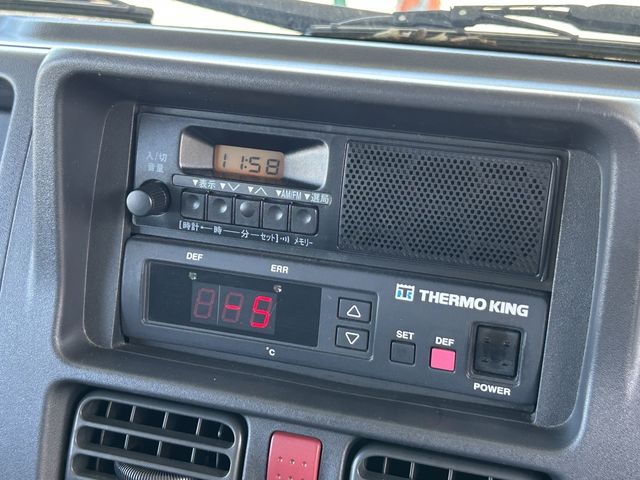 11:58
入/切
音量
▼表示 ▼∨ ▼∧ ▼AM/FM ▼選局
[時計← 時 ─ 分 ─セット] メモリー
DEF ERR
-5
°C
THERMO KING
SET DEF
POWER